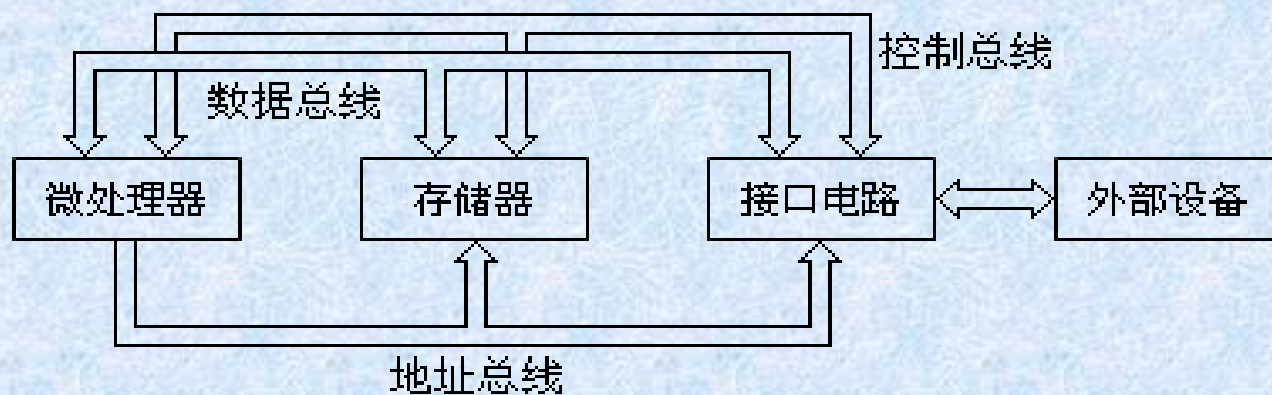 控制总线
数据总线
微处理器
存储器
接口电路
外部设备
地址总线